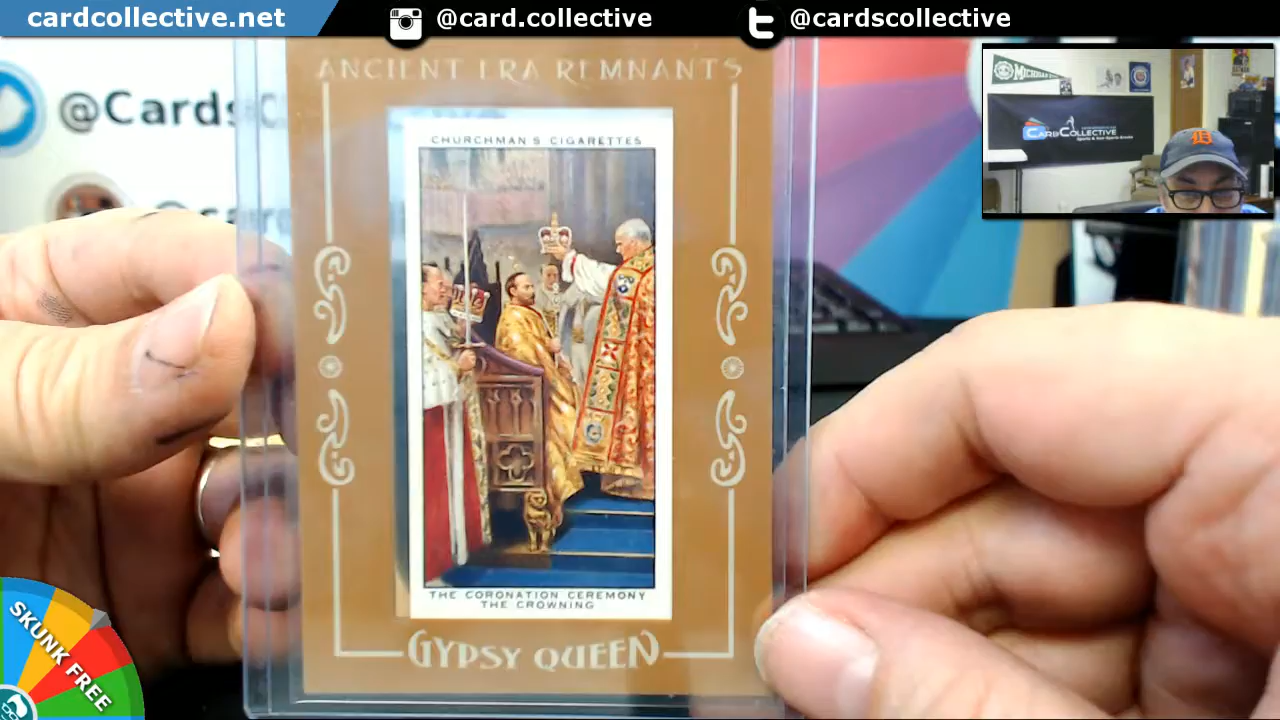 cardcollective.net
@card.collective
@cardscollective
ANCIENT ERA REMNANTS
@Cards
CHURCHMAN'S CIGARETTES
THE CORONATION CEREMONY
THE CROWNING
GYPSY QUEEN
MICHIGAN
CARDSCOLLECTIVE
SKUNK FREE